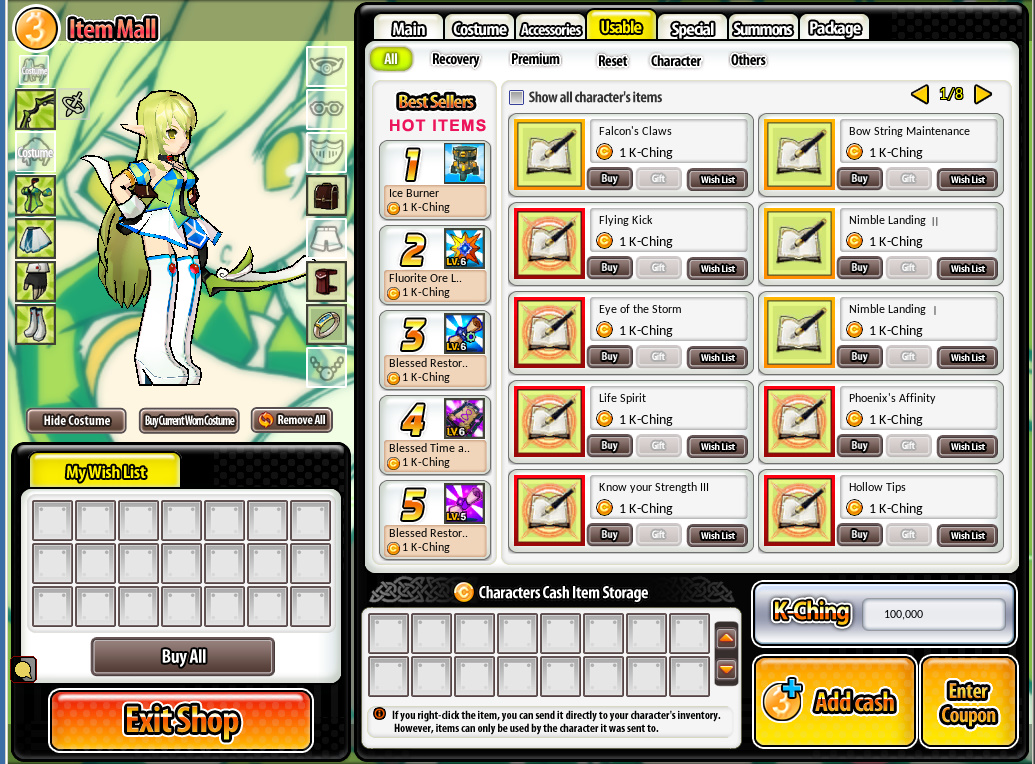 3 Item Mall
Costume
Costume
Hide Costume
Buy Current Worn Costume
Remove All
My Wish List
Buy All
Exit Shop
Main
Costume
Accessories
Usable
Special
Summons
Package
All
Recovery
Premium
Reset
Character
Others
Best Sellers
HOT ITEMS
1
Ice Burner
C 1 K-Ching
2
LV.6
Fluorite Ore L..
C 1 K-Ching
3
LV.6
Blessed Restor..
C 1 K-Ching
4
LV.6
Blessed Time a..
C 1 K-Ching
5
LV.5
Blessed Restor..
C 1 K-Ching
Show all character's items
1/8
Falcon's Claws
C 1 K-Ching
Buy Gift Wish List
Bow String Maintenance
C 1 K-Ching
Buy Gift Wish List
Flying Kick
C 1 K-Ching
Buy Gift Wish List
Nimble Landing ||
C 1 K-Ching
Buy Gift Wish List
Eye of the Storm
C 1 K-Ching
Buy Gift Wish List
Nimble Landing |
C 1 K-Ching
Buy Gift Wish List
Life Spirit
C 1 K-Ching
Buy Gift Wish List
Phoenix's Affinity
C 1 K-Ching
Buy Gift Wish List
Know your Strength III
C 1 K-Ching
Buy Gift Wish List
Hollow Tips
C 1 K-Ching
Buy Gift Wish List
C Characters Cash Item Storage
If you right-click the item, you can send it directly to your character's inventory.
However, items can only be used by the character it was sent to.
K-Ching
100,000
3 Add cash
Enter
Coupon